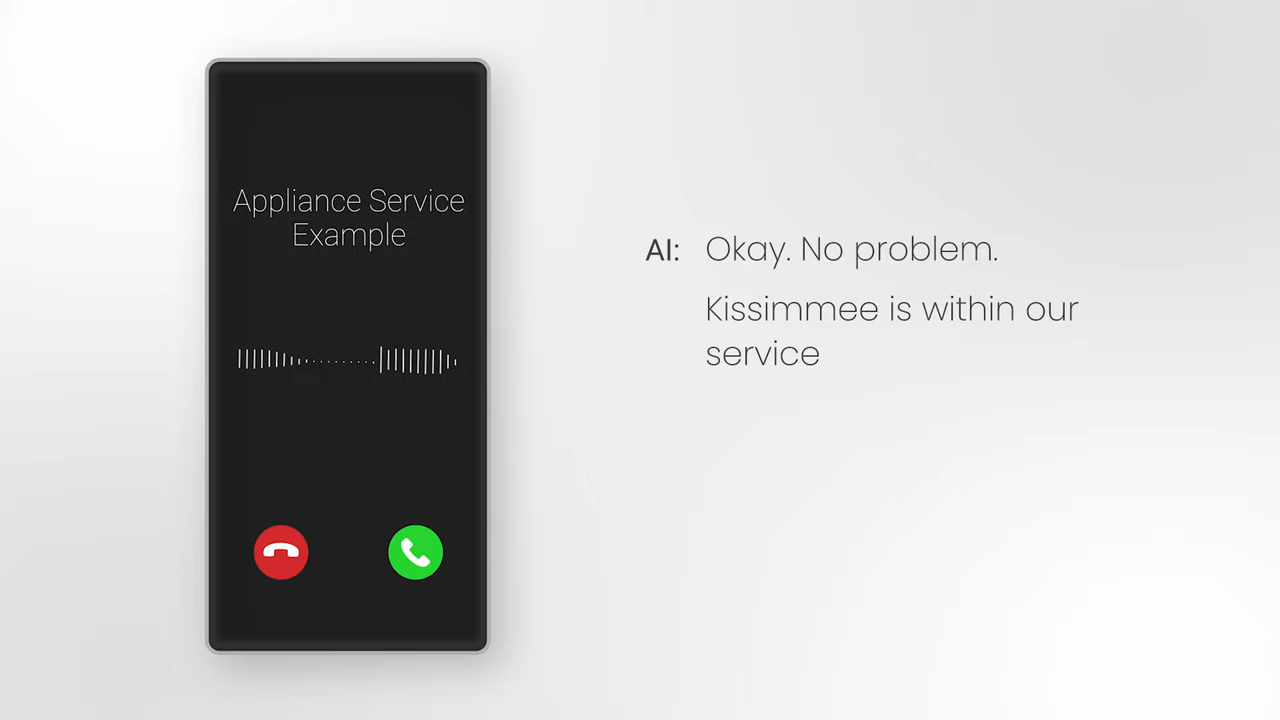 Appliance Service
Example
AI: Okay. No problem.
Kissimmee is within our
service